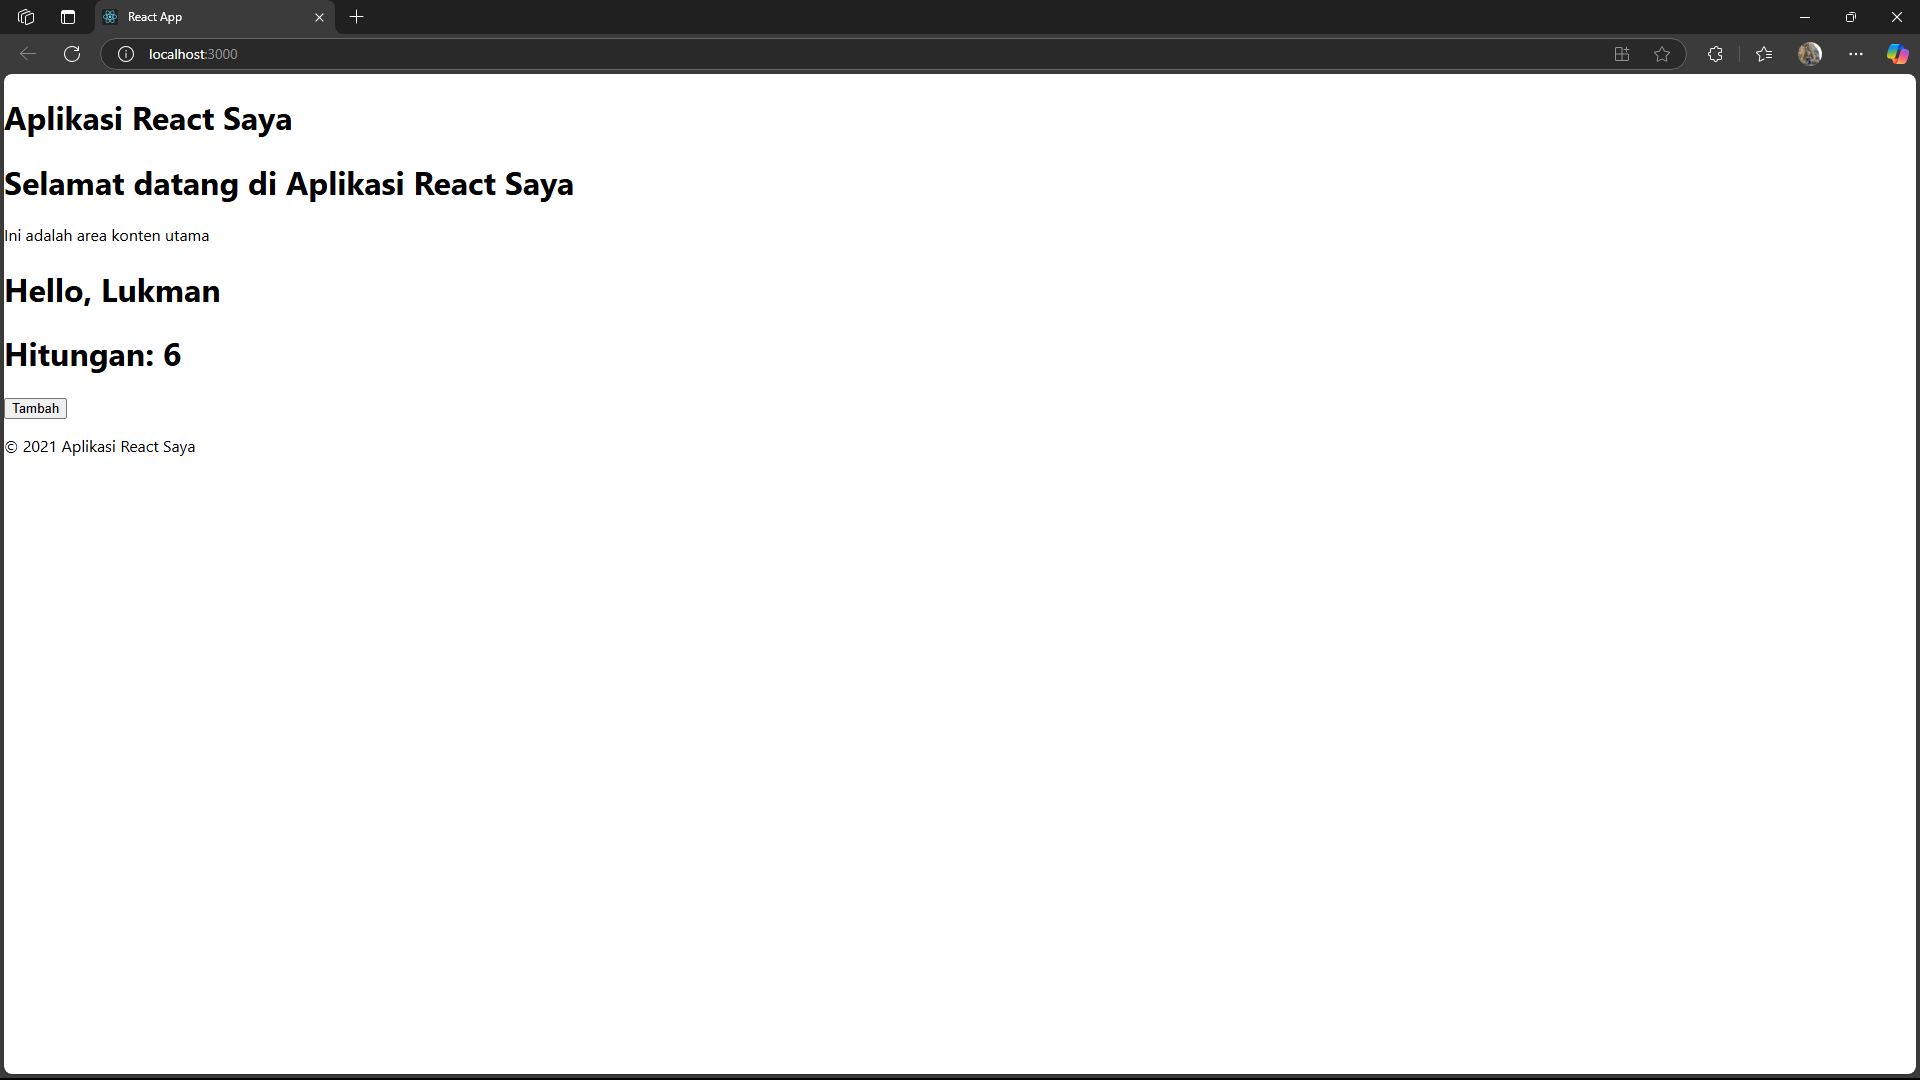 React App
localhost:3000
Aplikasi React Saya
Selamat datang di Aplikasi React Saya
Ini adalah area konten utama
Hello, Lukman
Hitungan: 6
Tambah
© 2021 Aplikasi React Saya